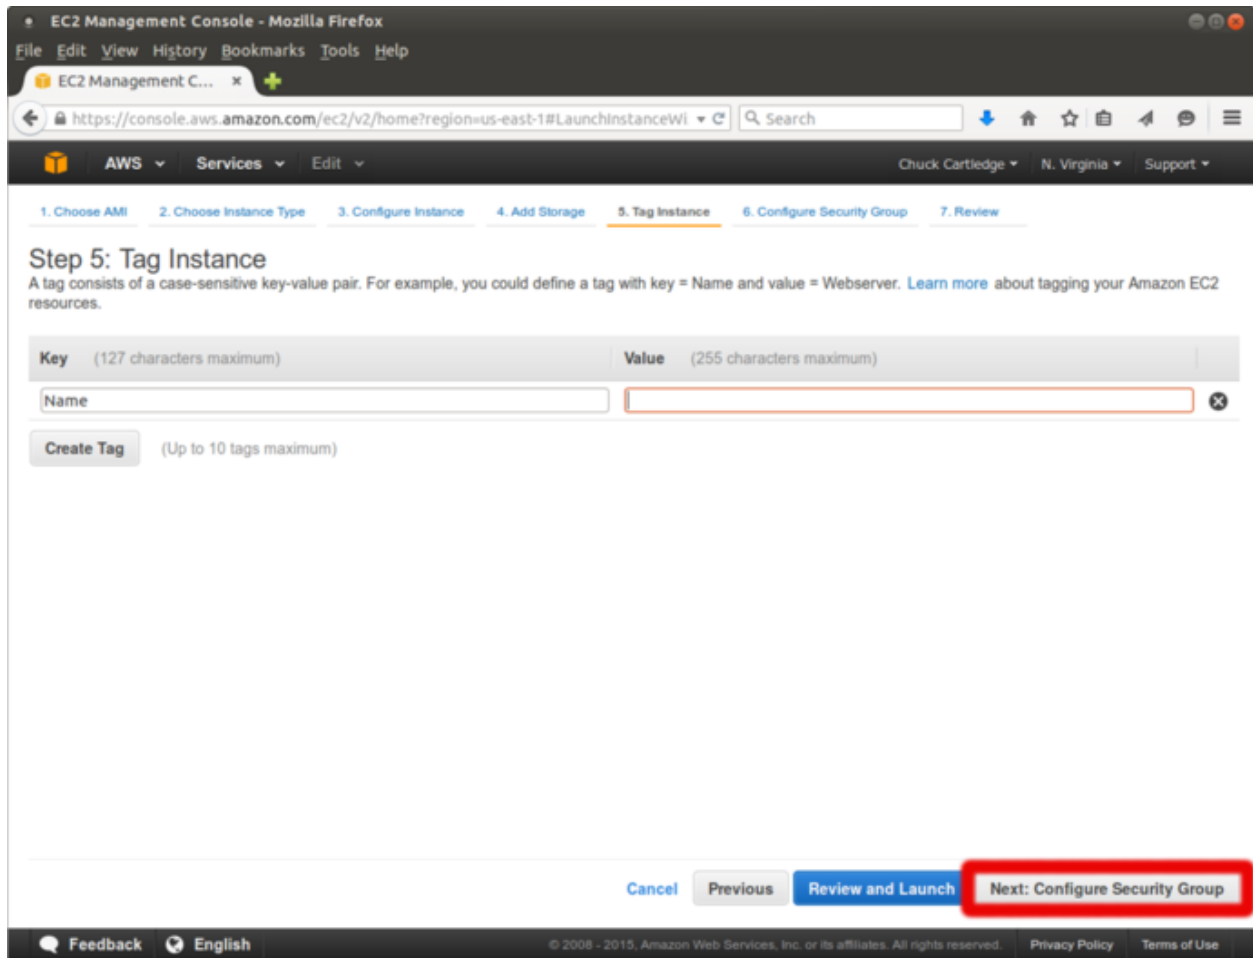 EC2 Management Console - Mozilla Firefox
File Edit View History Bookmarks Tools Help
EC2 Management C... ×
https://console.aws.amazon.com/ec2/v2/home?region=us-east-1#LaunchInstanceWi Search
AWS Services Edit Chuck Cartledge N. Virginia Support
1. Choose AMI 2. Choose Instance Type 3. Configure Instance 4. Add Storage 5. Tag Instance 6. Configure Security Group 7. Review
Step 5: Tag Instance
A tag consists of a case-sensitive key-value pair. For example, you could define a tag with key = Name and value = Webserver. Learn more about tagging your Amazon EC2
resources.
Key (127 characters maximum) Value (255 characters maximum)
Name
Create Tag (Up to 10 tags maximum)
Cancel Previous Review and Launch Next: Configure Security Group
Feedback English © 2008 - 2015, Amazon Web Services, Inc. or its affiliates. All rights reserved. Privacy Policy Terms of Use